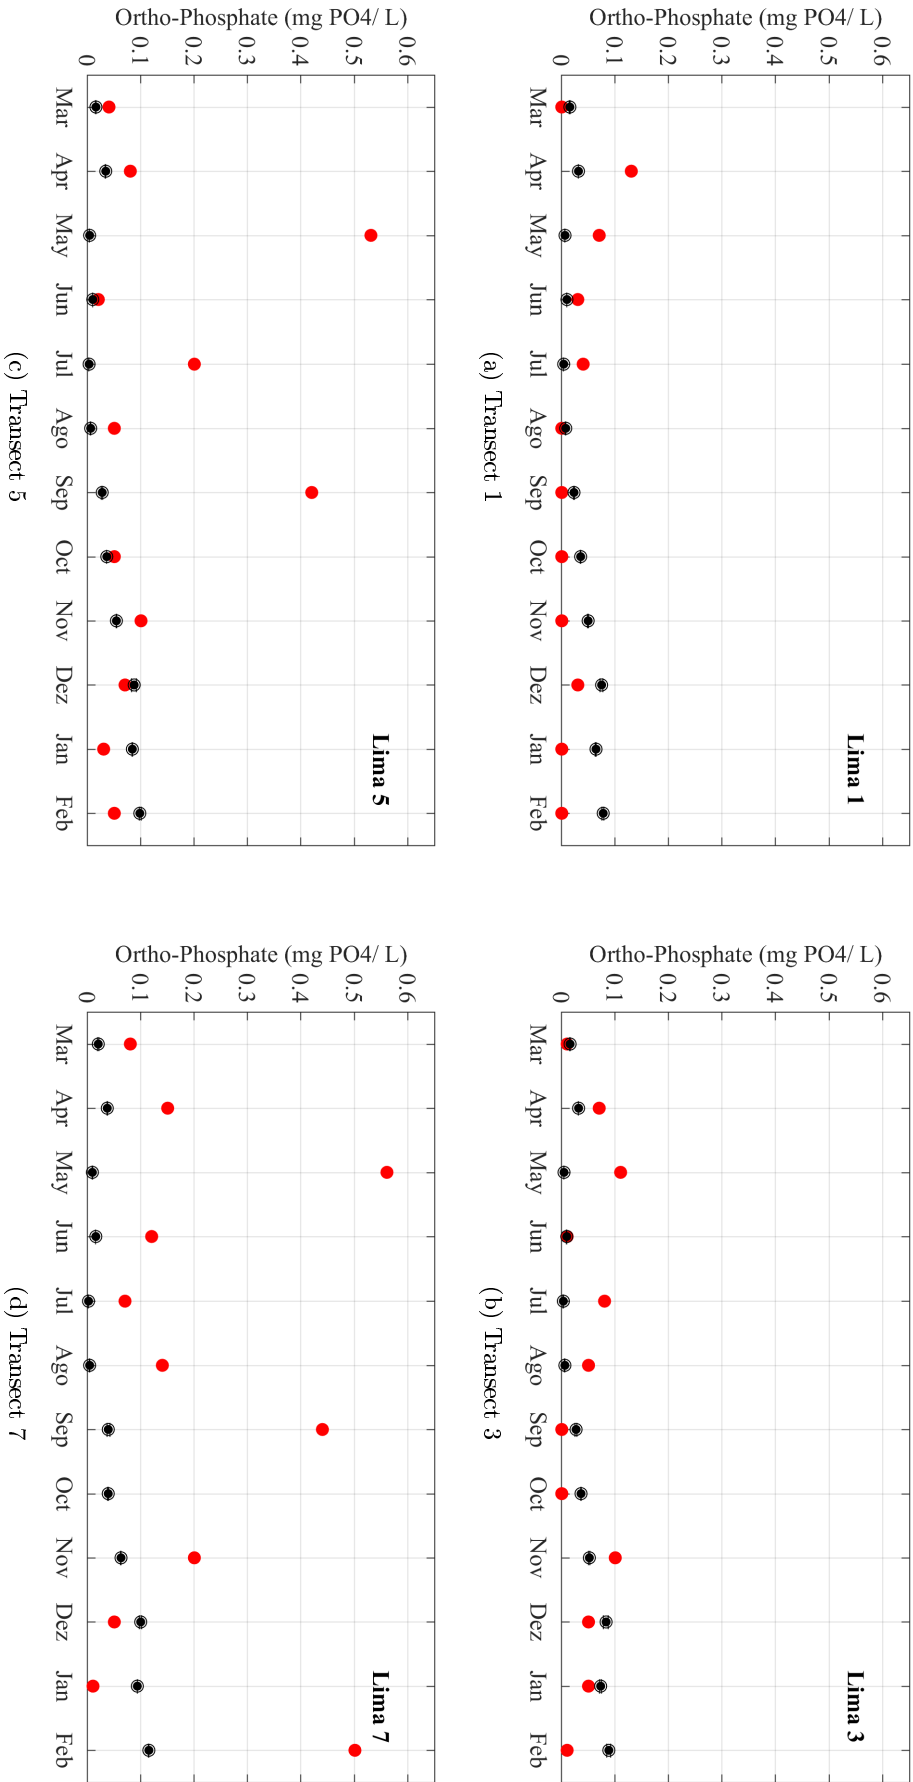 Ortho-Phosphate (mg PO4/ L)
0.6
0.5
0.4
0.3
0.2
0.1
0
Mar Apr May Jun Jul Ago Sep Oct Nov Dez Jan Feb
Lima 1
(a) Transect 1
Ortho-Phosphate (mg PO4/ L)
0.6
0.5
0.4
0.3
0.2
0.1
0
Mar Apr May Jun Jul Ago Sep Oct Nov Dez Jan Feb
Lima 3
(b) Transect 3
Ortho-Phosphate (mg PO4/ L)
0.6
0.5
0.4
0.3
0.2
0.1
0
Mar Apr May Jun Jul Ago Sep Oct Nov Dez Jan Feb
Lima 5
(c) Transect 5
Ortho-Phosphate (mg PO4/ L)
0.6
0.5
0.4
0.3
0.2
0.1
0
Mar Apr May Jun Jul Ago Sep Oct Nov Dez Jan Feb
Lima 7
(d) Transect 7